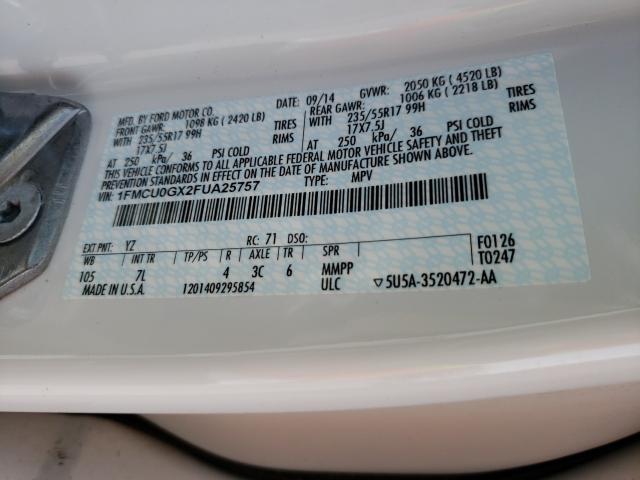 MFD. BY FORD MOTOR CO.
DATE: 09/14 GVWR: 2050 KG ( 4520 LB)
FRONT GAWR: 1098 KG ( 2420 LB) REAR GAWR: 1006 KG ( 2218 LB)
WITH 235/55R17 99H TIRES WITH 235/55R17 99H TIRES
17X7.5J RIMS 17X7.5J RIMS
AT 250 kPa/ 36 PSI COLD AT 250 kPa/ 36 PSI COLD
THIS VEHICLE CONFORMS TO ALL APPLICABLE FEDERAL MOTOR VEHICLE SAFETY AND THEFT
PREVENTION STANDARDS IN EFFECT ON THE DATE OF MANUFACTURE SHOWN ABOVE.
VIN: 1FMCU0GX2FUA25757 TYPE: MPV
F0126
T0247
EXT PNT: YZ RC: 71 DSO:
WB INT TR TP/PS R AXLE TR SPR
105 7L 4 3C 6 MMPP
MADE IN U.S.A. 1201409295854 ULC ▽5U5A-3520472-AA